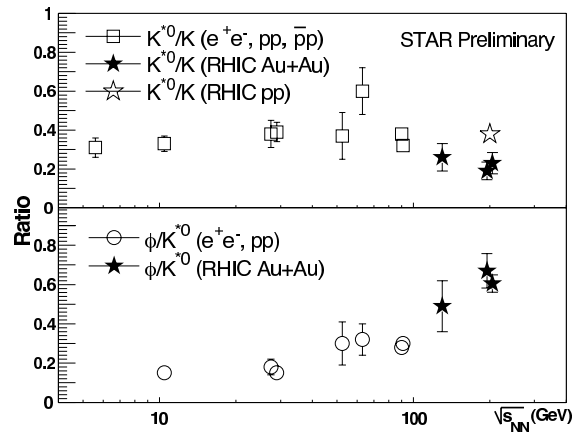 1
K*0/K (e+e-, pp, p̄p)
STAR Preliminary
K*0/K (RHIC Au+Au)
0.8
K*0/K (RHIC pp)
0.6
0.4
0.2
0
Ratio
ϕ/K*0 (e+e-, pp)
0.8
ϕ/K*0 (RHIC Au+Au)
0.6
0.4
0.2
0
10
100
√sNN (GeV)